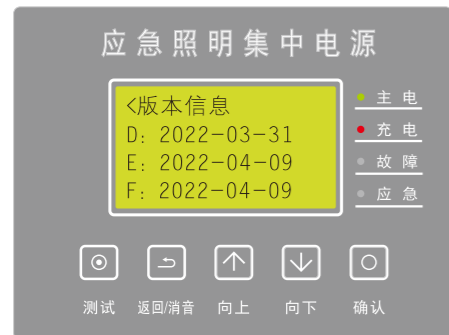 应急照明集中电源
<版本信息
D: 2022-03-31
E: 2022-04-09
F: 2022-04-09
主电
充电
故障
应急
测试 返回/消音 向上 向下 确认